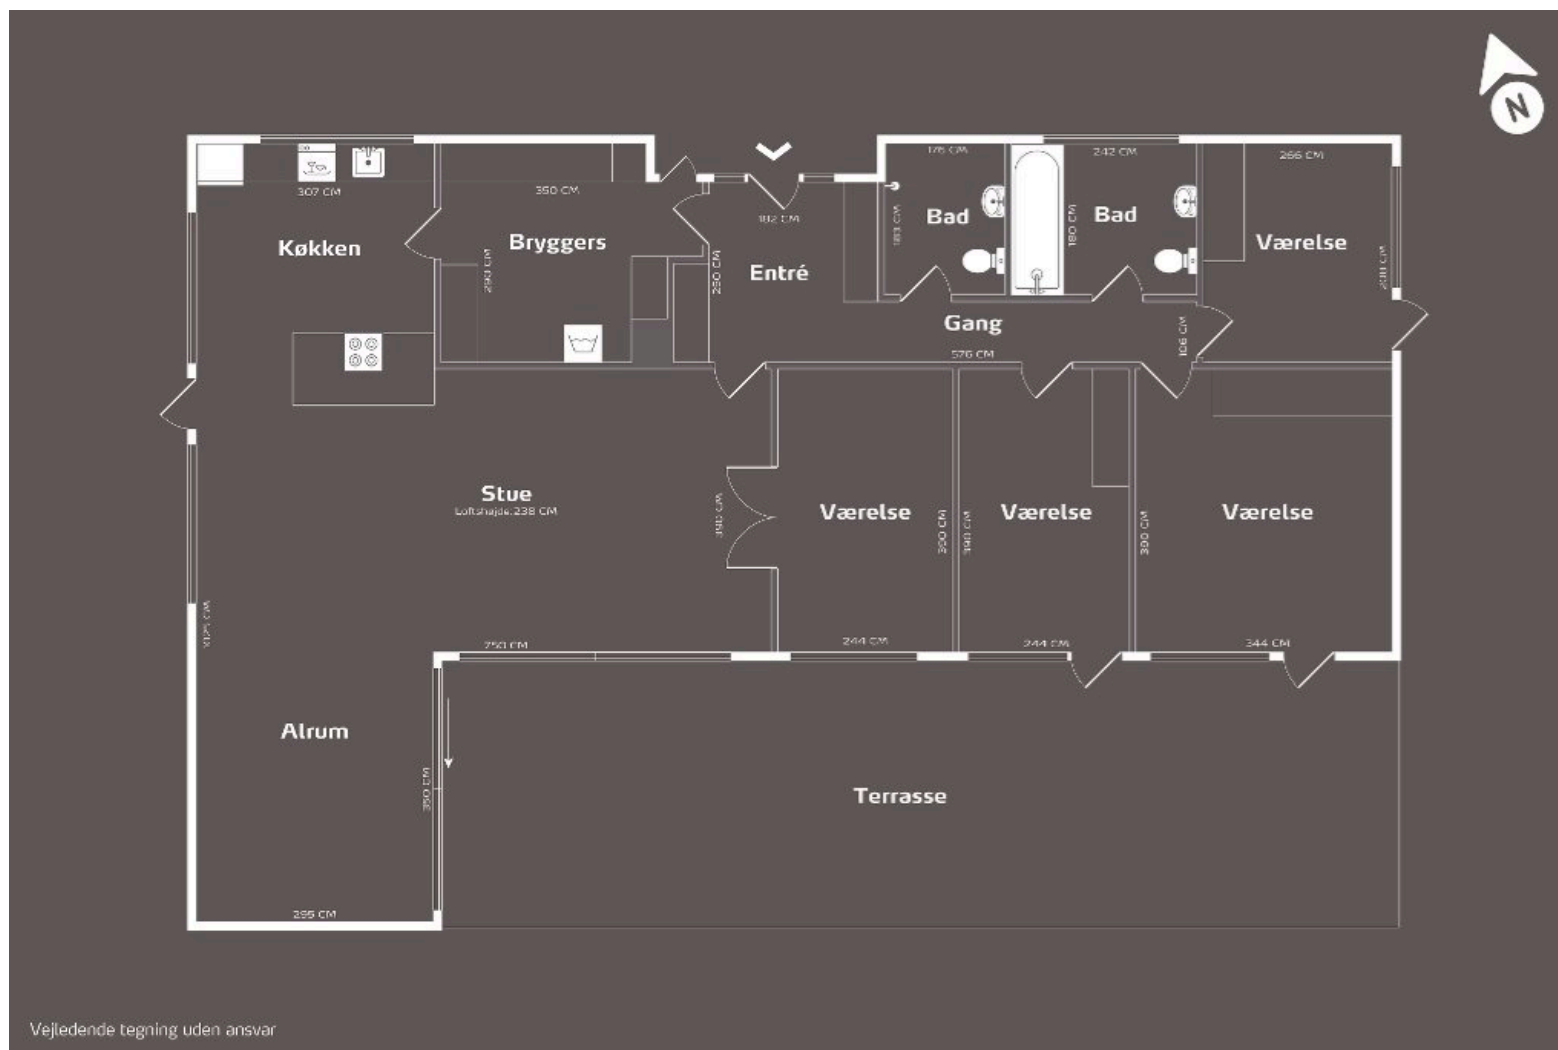 N
176 CM
242 CM
266 CM
307 CM
350 CM
182 CM
Bad
183 CM
Bad
180 CM
Køkken
Bryggers
Værelse
290 CM
250 CM
Entré
Gang
106 CM
576 CM
Stue
Loftshøjde: 238 CM
390 CM
Værelse
390 CM
390 CM
Værelse
390 CM
Værelse
750 CM
244 CM
244 CM
344 CM
Alrum
350 CM
Terrasse
295 CM
Vejledende tegning uden ansvar